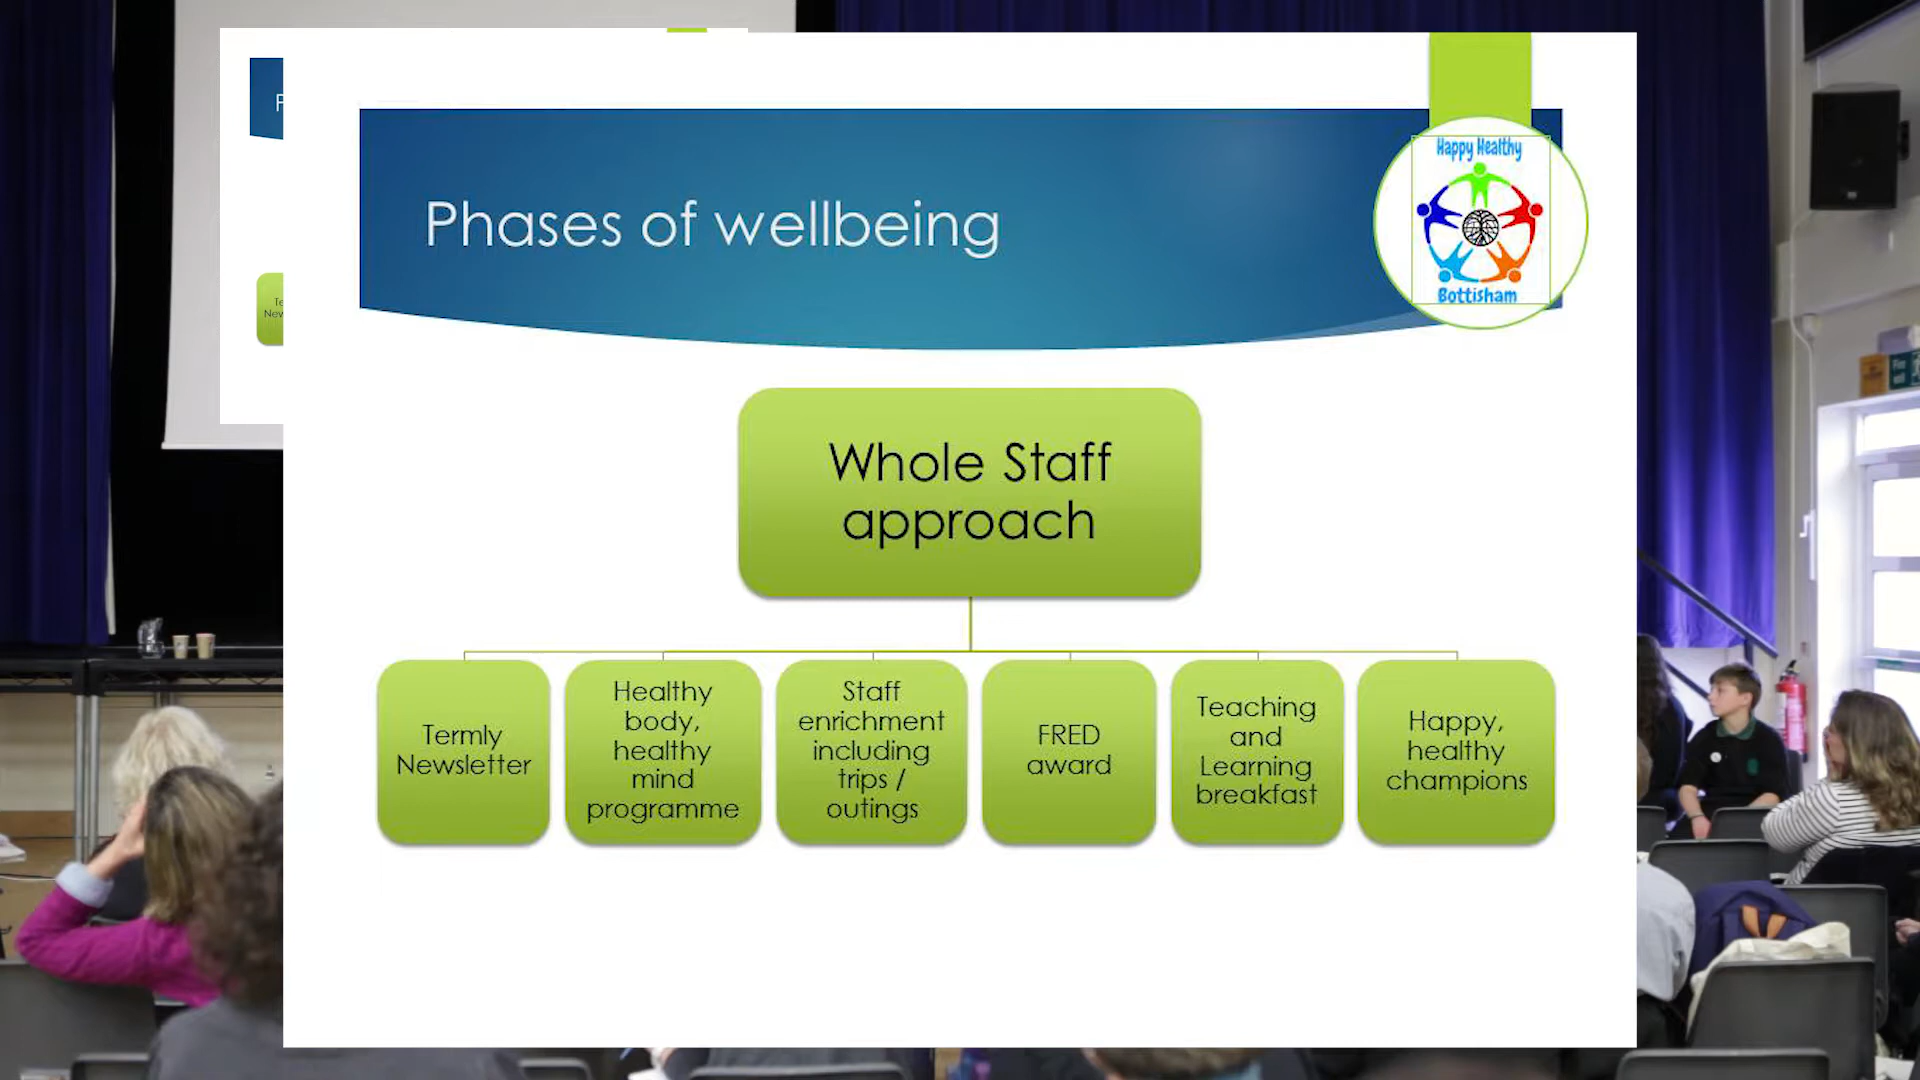 Phases of wellbeing
Happy Healthy
Bottisham
Whole Staff
approach
Termly
Newsletter
Healthy
body,
healthy
mind
programme
Staff
enrichment
including
trips /
outings
FRED
award
Teaching
and
Learning
breakfast
Happy,
healthy
champions